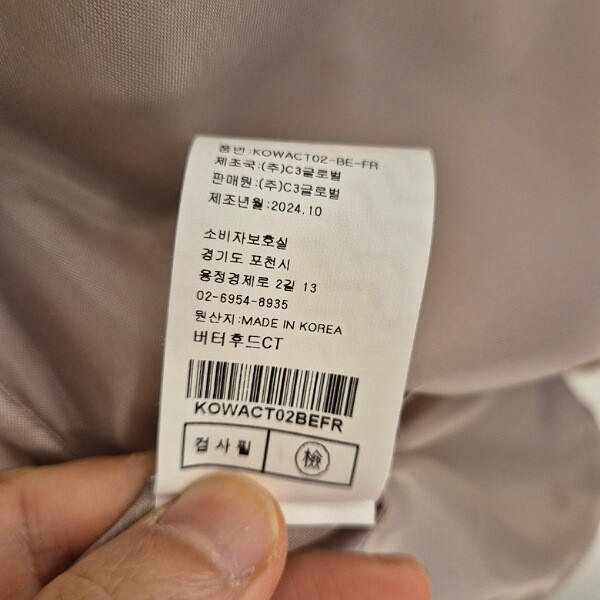 품번:KOWACT02-BE-FR
제조국:(주)C3글로벌
판매원:(주)C3글로벌
제조년월:2024.10
소비자보호실
경기도 포천시
용정경제로 2길 13
02-6954-8935
원산지:MADE IN KOREA
버터후드CT
KOWACT02BEFR
검사필 檢